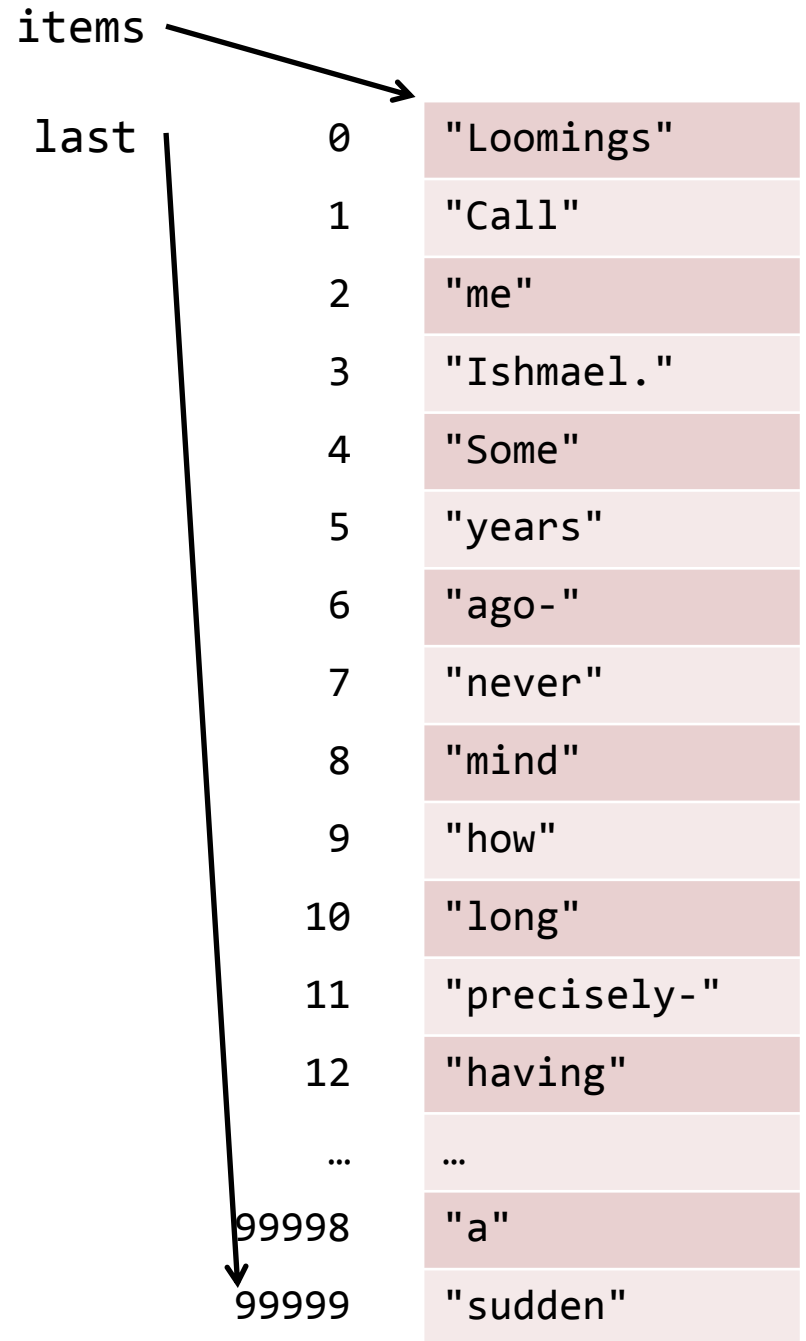 items
last 0 "Loomings"
1 "Call"
2 "me"
3 "Ishmael."
4 "Some"
5 "years"
6 "ago-"
7 "never"
8 "mind"
9 "how"
10 "long"
11 "precisely-"
12 "having"
… …
99998 "a"
99999 "sudden"